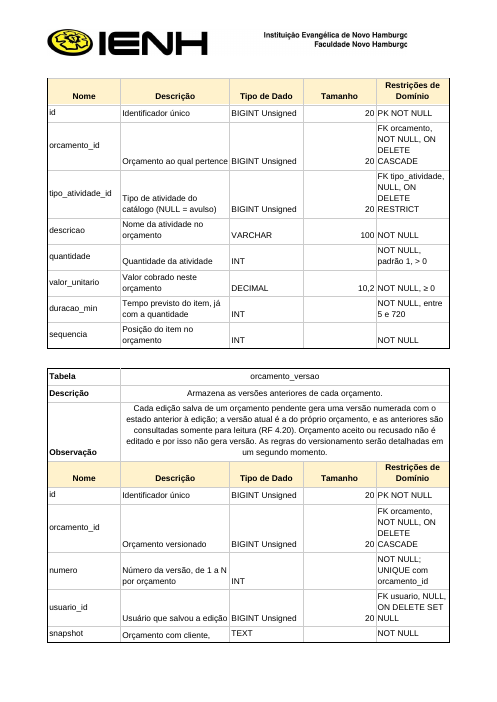 IENH
Instituição Evangélica de Novo Hamburgo
Faculdade Novo Hamburgo
Nome Descrição Tipo de Dado Tamanho Restrições de Domínio
id Identificador único BIGINT Unsigned 20 PK NOT NULL
orcamento_id Orçamento ao qual pertence BIGINT Unsigned 20 FK orcamento, NOT NULL, ON DELETE CASCADE
tipo_atividade_id Tipo de atividade do catálogo (NULL = avulso) BIGINT Unsigned 20 FK tipo_atividade, NULL, ON DELETE RESTRICT
descricao Nome da atividade no orçamento VARCHAR 100 NOT NULL
quantidade Quantidade da atividade INT NOT NULL, padrão 1, > 0
valor_unitario Valor cobrado neste orçamento DECIMAL 10,2 NOT NULL, ≥ 0
duracao_min Tempo previsto do item, já com a quantidade INT NOT NULL, entre 5 e 720
sequencia Posição do item no orçamento INT NOT NULL
Tabela orcamento_versao
Descrição Armazena as versões anteriores de cada orçamento.
Observação Cada edição salva de um orçamento pendente gera uma versão numerada com o
estado anterior à edição; a versão atual é a do próprio orçamento, e as anteriores são
consultadas somente para leitura (RF 4.20). Orçamento aceito ou recusado não é
editado e por isso não gera versão. As regras do versionamento serão detalhadas em
um segundo momento.
Nome Descrição Tipo de Dado Tamanho Restrições de Domínio
id Identificador único BIGINT Unsigned 20 PK NOT NULL
orcamento_id Orçamento versionado BIGINT Unsigned 20 FK orcamento, NOT NULL, ON DELETE CASCADE
numero Número da versão, de 1 a N por orçamento INT NOT NULL; UNIQUE com orcamento_id
usuario_id Usuário que salvou a edição BIGINT Unsigned 20 FK usuario, NULL, ON DELETE SET NULL
snapshot Orçamento com cliente, TEXT NOT NULL